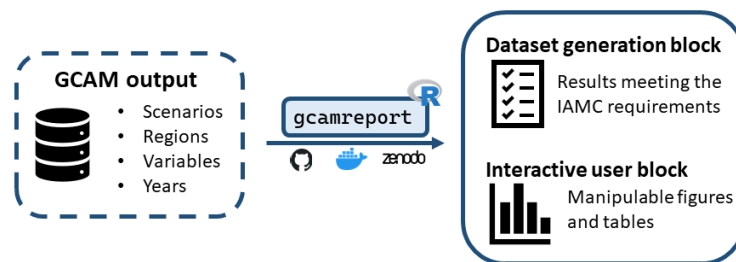 GCAM output
• Scenarios
• Regions
• Variables
• Years
R
gcamreport
zenodo
Dataset generation block
Results meeting the
IAMC requirements
Interactive user block
Manipulable figures
and tables